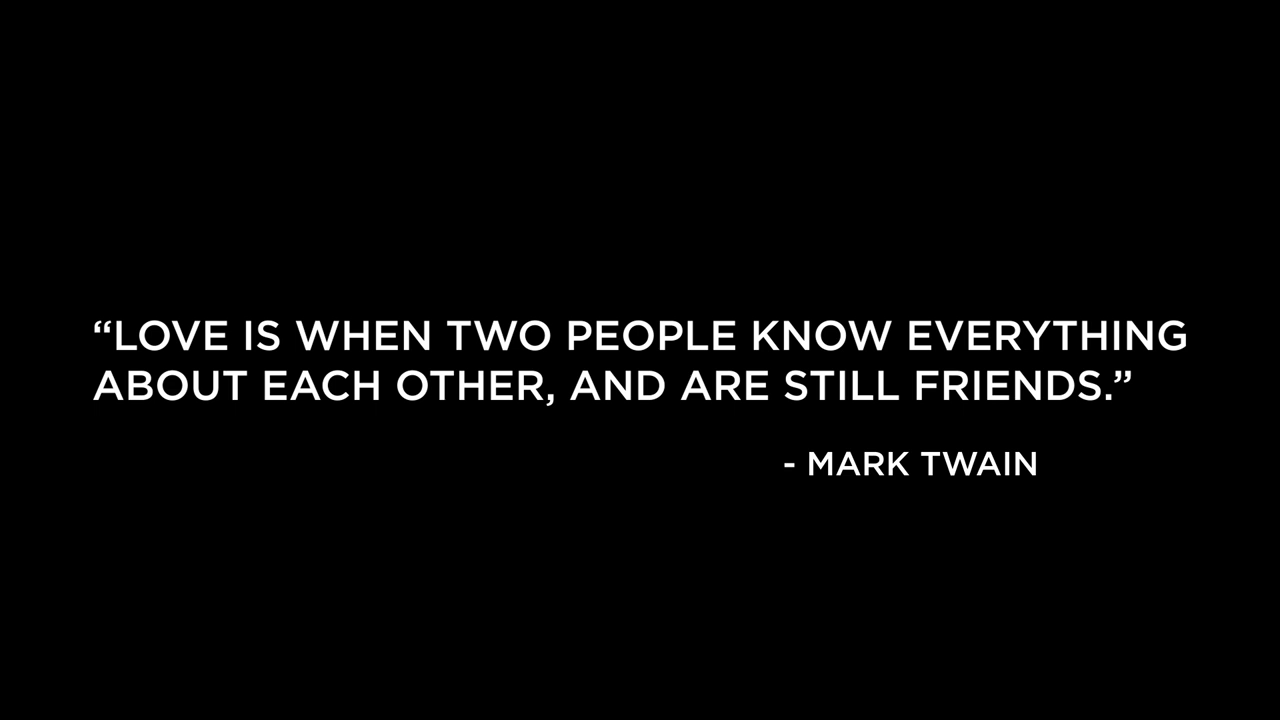 “LOVE IS WHEN TWO PEOPLE KNOW EVERYTHING
ABOUT EACH OTHER, AND ARE STILL FRIENDS.”
- MARK TWAIN